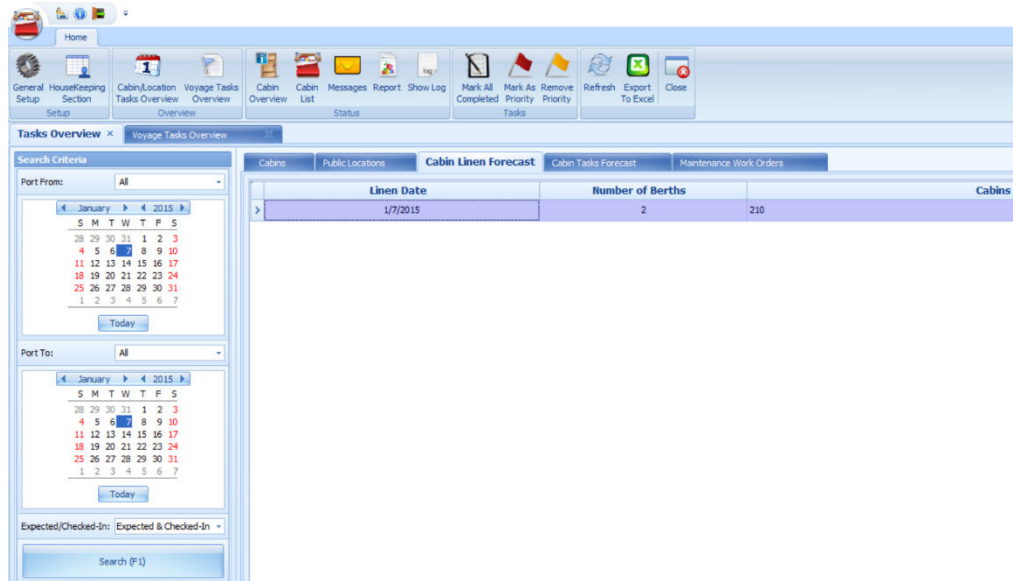 Home
General Setup
HouseKeeping Section
Cabin/Location Tasks Overview
Voyage Tasks Overview
Cabin Overview
Cabin List
Messages
Report
log
Show Log
Mark All Completed
Mark As Priority
Remove Priority
Refresh
Export To Excel
Close
Setup
Overview
Status
Tasks
Tasks Overview ×
Voyage Tasks Overview
Search Criteria
Cabins
Public Locations
Cabin Linen Forecast
Cabin Tasks Forecast
Maintenance Work Orders
Port From: All
Linen Date Number of Berths Cabins
1/7/2015 2 210
January 2015
S M T W T F S
28 29 30 31 1 2 3
4 5 6 7 8 9 10
11 12 13 14 15 16 17
18 19 20 21 22 23 24
25 26 27 28 29 30 31
1 2 3 4 5 6 7
Today
Port To: All
January 2015
S M T W T F S
28 29 30 31 1 2 3
4 5 6 7 8 9 10
11 12 13 14 15 16 17
18 19 20 21 22 23 24
25 26 27 28 29 30 31
1 2 3 4 5 6 7
Today
Expected/Checked-In: Expected & Checked-In
Search (F1)